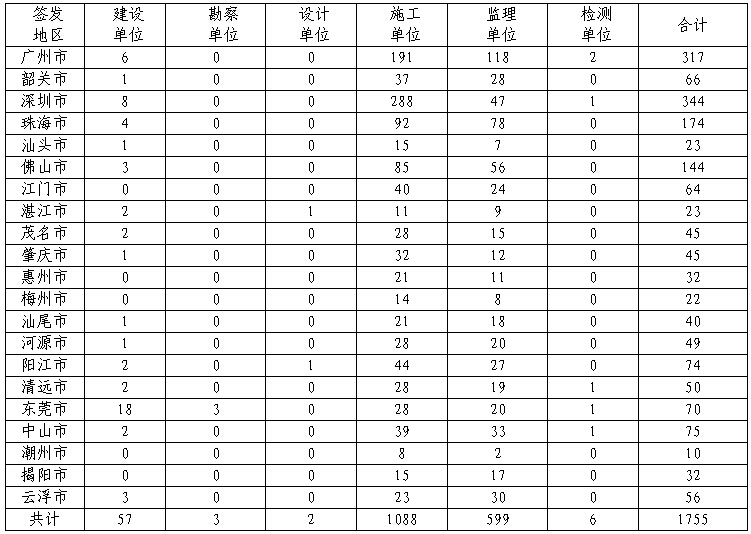 签发地区 建设单位 勘察单位 设计单位 施工单位 监理单位 检测单位 合计
广州市 6 0 0 191 118 2 317
韶关市 1 0 0 37 28 0 66
深圳市 8 0 0 288 47 1 344
珠海市 4 0 0 92 78 0 174
汕头市 1 0 0 15 7 0 23
佛山市 3 0 0 85 56 0 144
江门市 0 0 0 40 24 0 64
湛江市 2 0 1 11 9 0 23
茂名市 2 0 0 28 15 0 45
肇庆市 1 0 0 32 12 0 45
惠州市 0 0 0 21 11 0 32
梅州市 0 0 0 14 8 0 22
汕尾市 1 0 0 21 18 0 40
河源市 1 0 0 28 20 0 49
阳江市 2 0 1 44 27 0 74
清远市 2 0 0 28 19 1 50
东莞市 18 3 0 28 20 1 70
中山市 2 0 0 39 33 1 75
潮州市 0 0 0 8 2 0 10
揭阳市 0 0 0 15 17 0 32
云浮市 3 0 0 23 30 0 56
共计 57 3 2 1088 599 6 1755